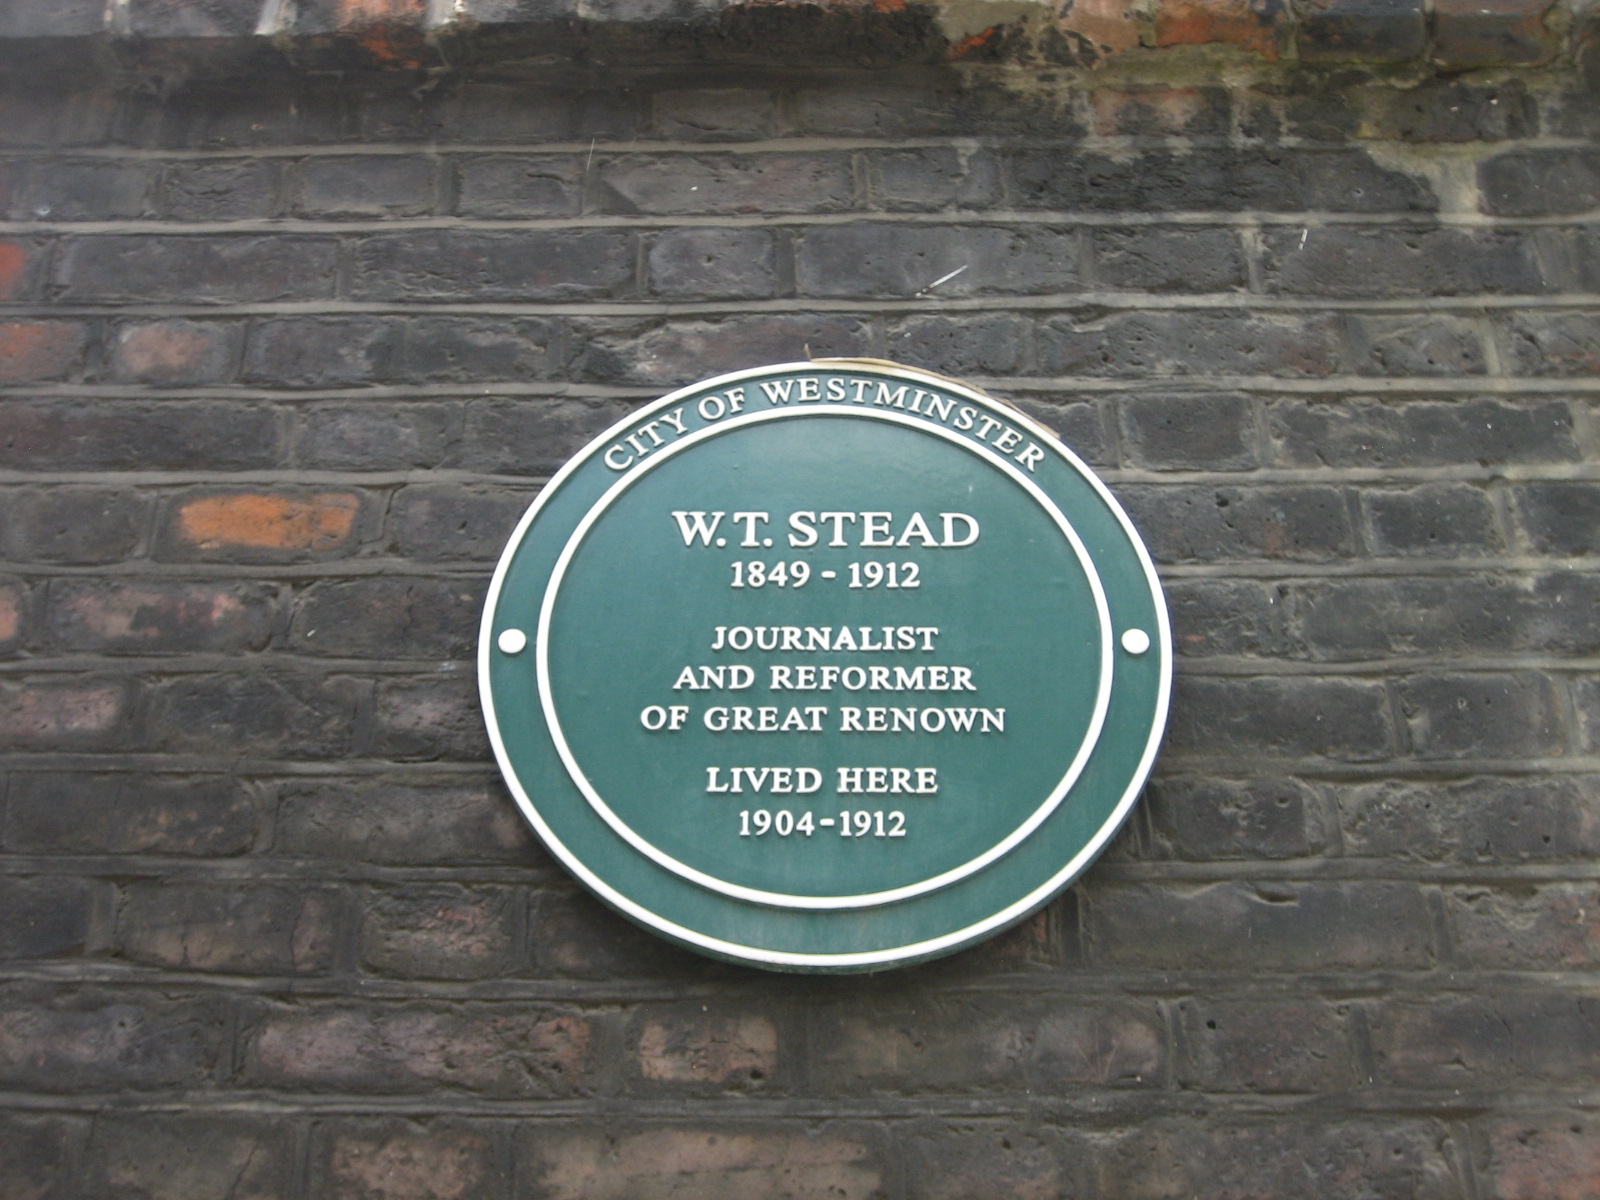 CITY OF WESTMINSTER
W.T. STEAD
1849 - 1912
JOURNALIST
AND REFORMER
OF GREAT RENOWN
LIVED HERE
1904-1912